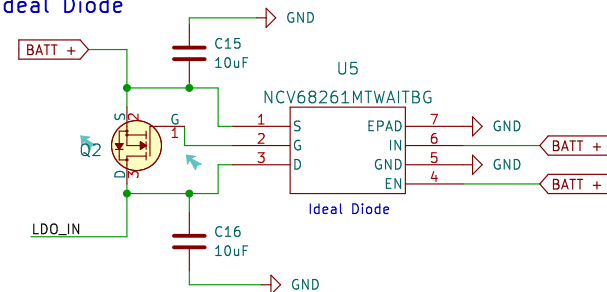 deal Diode
GND
BATT +
C15
10uF
U5
NCV68261MTWAITBG
S
2
G
1
Q2
D
3
1 S
2 G
3 D
EPAD 7 GND
IN 6 BATT +
GND 5 GND
EN 4 BATT +
Ideal Diode
LDO_IN
C16
10uF
GND